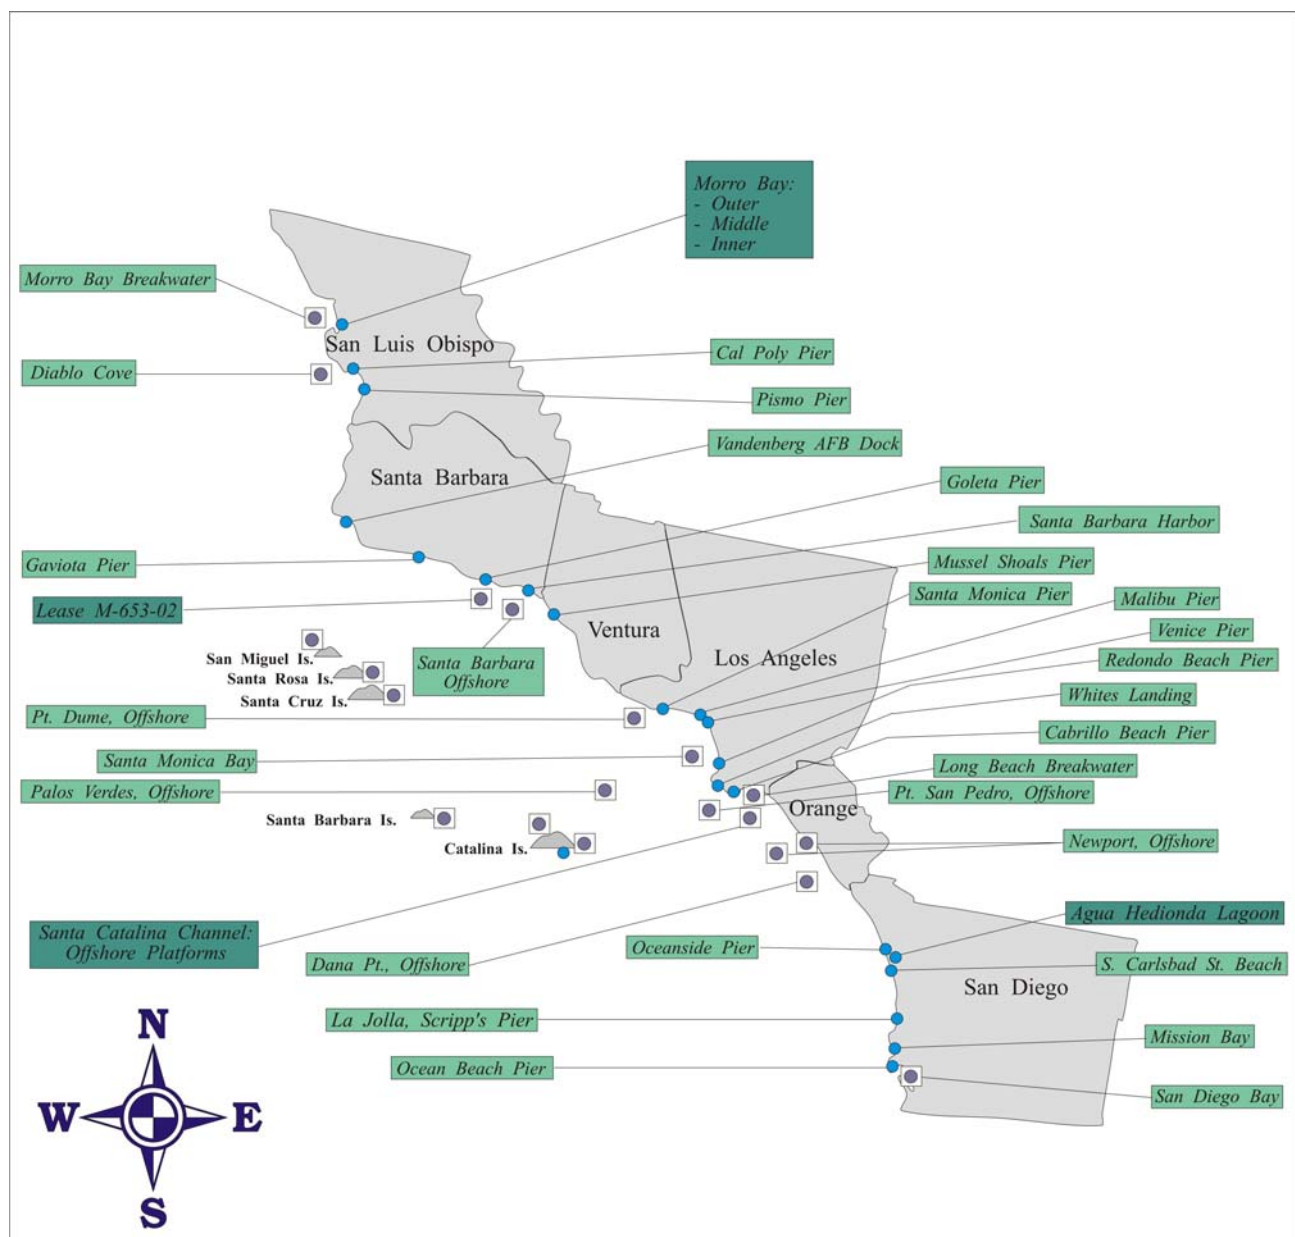 Morro Bay:
- Outer
- Middle
- Inner
Morro Bay Breakwater
San Luis Obispo
Cal Poly Pier
Diablo Cove
Pismo Pier
Vandenberg AFB Dock
Santa Barbara
Goleta Pier
Santa Barbara Harbor
Gaviota Pier
Mussel Shoals Pier
Santa Monica Pier
Malibu Pier
Lease M-653-02
Ventura
Venice Pier
Los Angeles
San Miguel Is.
Santa Barbara
Offshore
Redondo Beach Pier
Santa Rosa Is.
Whites Landing
Santa Cruz Is.
Pt. Dume, Offshore
Cabrillo Beach Pier
Santa Monica Bay
Long Beach Breakwater
Palos Verdes, Offshore
Pt. San Pedro, Offshore
Orange
Santa Barbara Is.
Newport, Offshore
Catalina Is.
Agua Hedionda Lagoon
Santa Catalina Channel:
Offshore Platforms
Oceanside Pier
Dana Pt., Offshore
S. Carlsbad St. Beach
San Diego
La Jolla, Scripp's Pier
Mission Bay
Ocean Beach Pier
San Diego Bay
N
W E
S